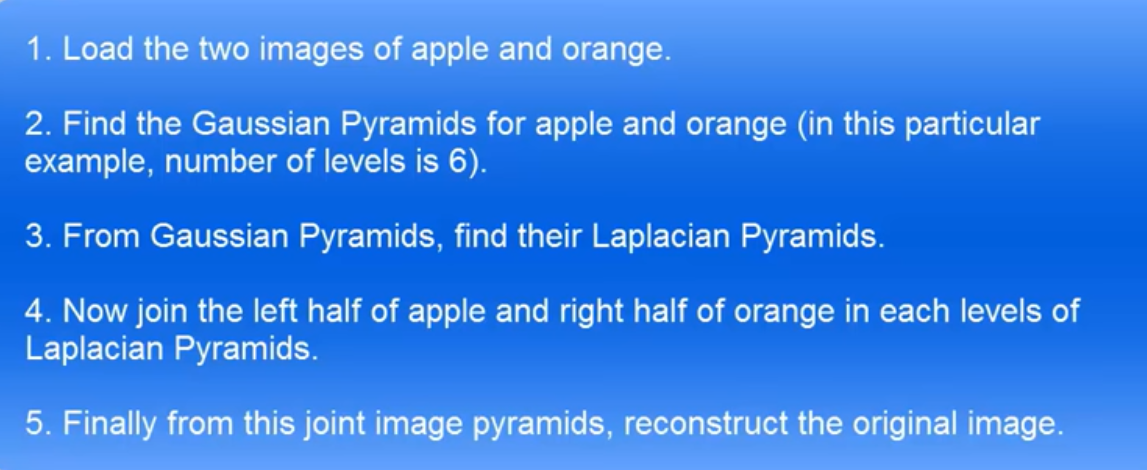 1. Load the two images of apple and orange.
2. Find the Gaussian Pyramids for apple and orange (in this particular
example, number of levels is 6).
3. From Gaussian Pyramids, find their Laplacian Pyramids.
4. Now join the left half of apple and right half of orange in each levels of
Laplacian Pyramids.
5. Finally from this joint image pyramids, reconstruct the original image.